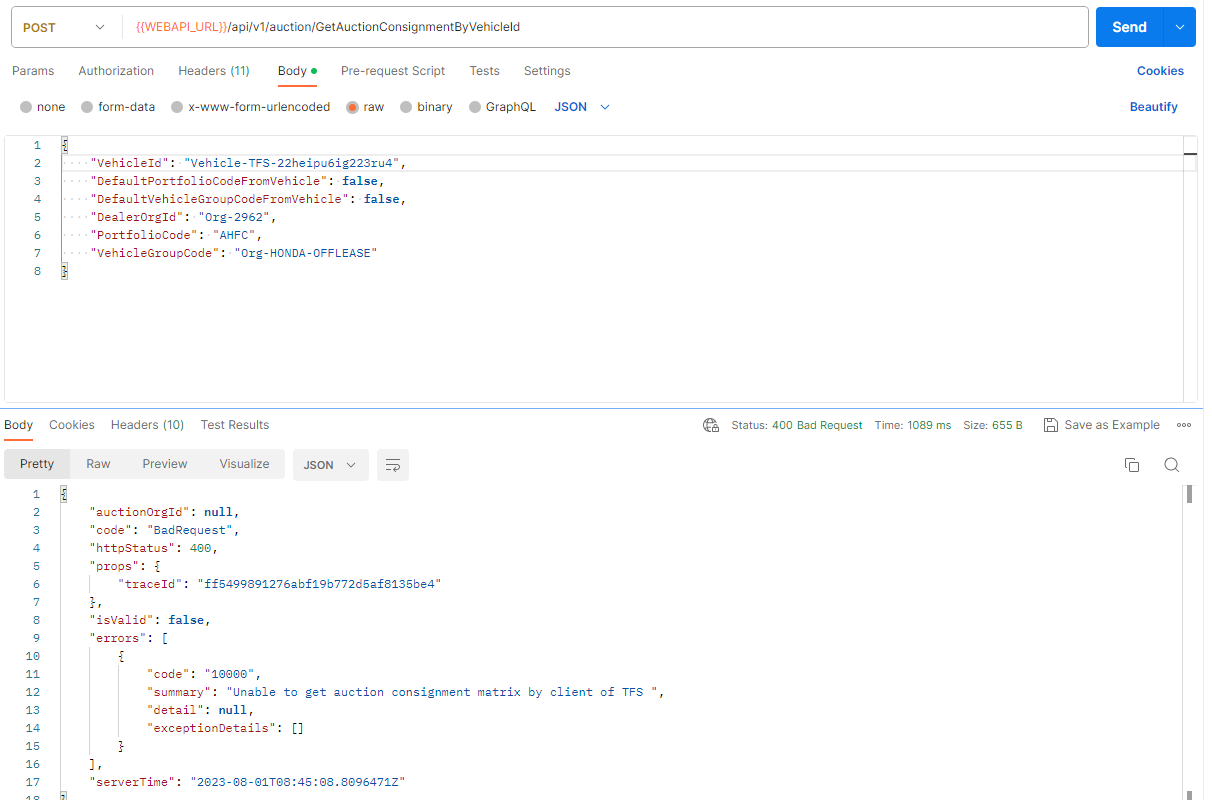 POST {{WEBAPI_URL}}/api/v1/auction/GetAuctionConsignmentByVehicleId Send
Params Authorization Headers (11) Body Pre-request Script Tests Settings Cookies
none form-data x-www-form-urlencoded raw binary GraphQL JSON Beautify
1 {
2 "VehicleId": "Vehicle-TFS-22heipu6ig223ru4",
3 "DefaultPortfolioCodeFromVehicle": false,
4 "DefaultVehicleGroupCodeFromVehicle": false,
5 "DealerOrgId": "Org-2962",
6 "PortfolioCode": "AHFC",
7 "VehicleGroupCode": "Org-HONDA-OFFLEASE"
8 }
Body Cookies Headers (10) Test Results Status: 400 Bad Request Time: 1089 ms Size: 655 B Save as Example
Pretty Raw Preview Visualize JSON
1 {
2 "auctionOrgId": null,
3 "code": "BadRequest",
4 "httpStatus": 400,
5 "props": {
6 "traceId": "ff5499891276abf19b772d5af8135be4"
7 },
8 "isValid": false,
9 "errors": [
10 {
11 "code": "10000",
12 "summary": "Unable to get auction consignment matrix by client of TFS ",
13 "detail": null,
14 "exceptionDetails": []
15 }
16 ],
17 "serverTime": "2023-08-01T08:45:08.8096471Z"
18 }